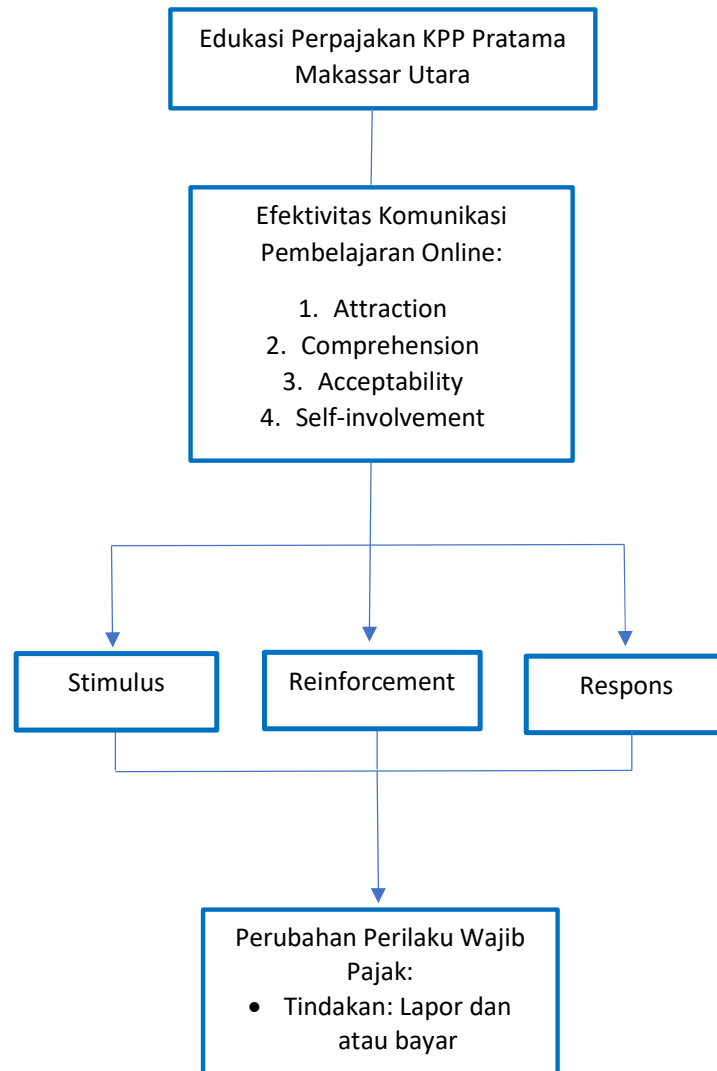 Edukasi Perpajakan KPP Pratama
Makassar Utara
Efektivitas Komunikasi
Pembelajaran Online:
1. Attraction
2. Comprehension
3. Acceptability
4. Self-involvement
Stimulus
Reinforcement
Respons
Perubahan Perilaku Wajib
Pajak:
• Tindakan: Lapor dan
atau bayar